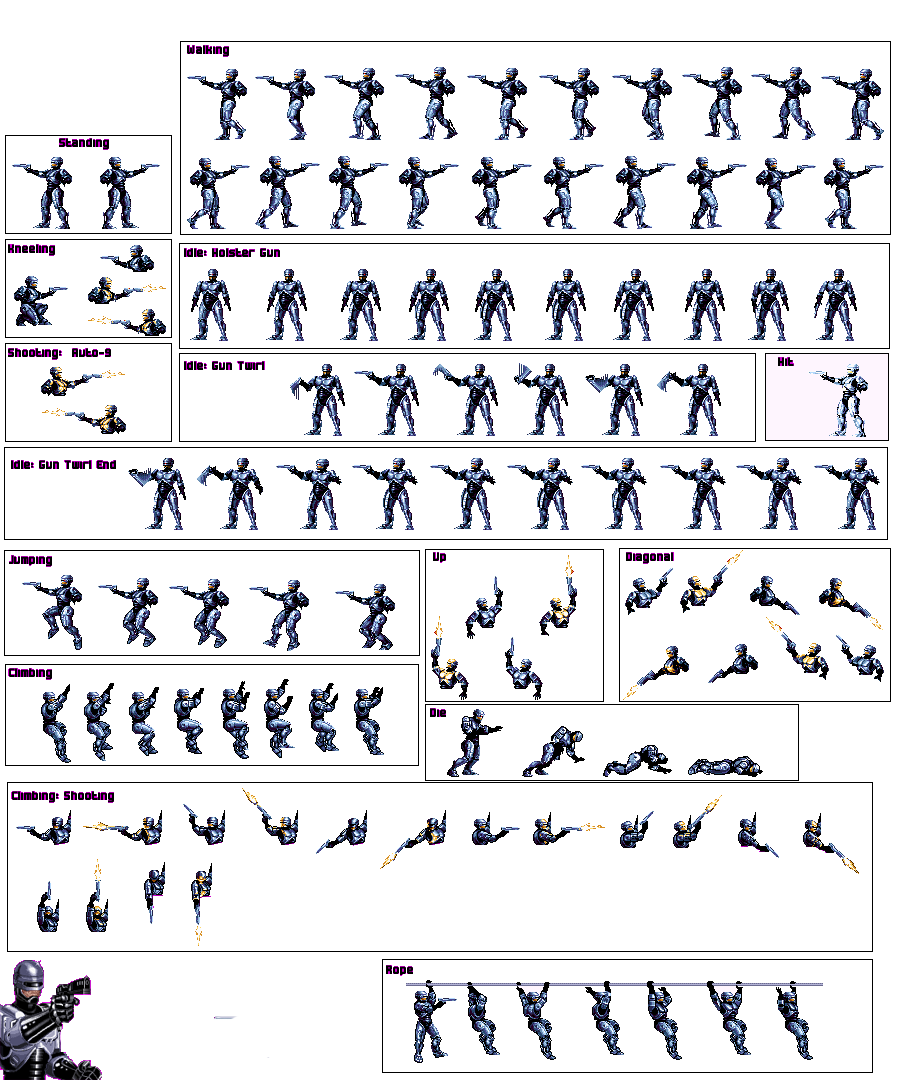 Walking
Standing
Kneeling
Idle: Holster Gun
Shooting: Auto-9
Idle: Gun Twirl
Hit
Idle: Gun Twirl End
Jumping
Up
Diagonal
Climbing
Die
Climbing: Shooting
Rope